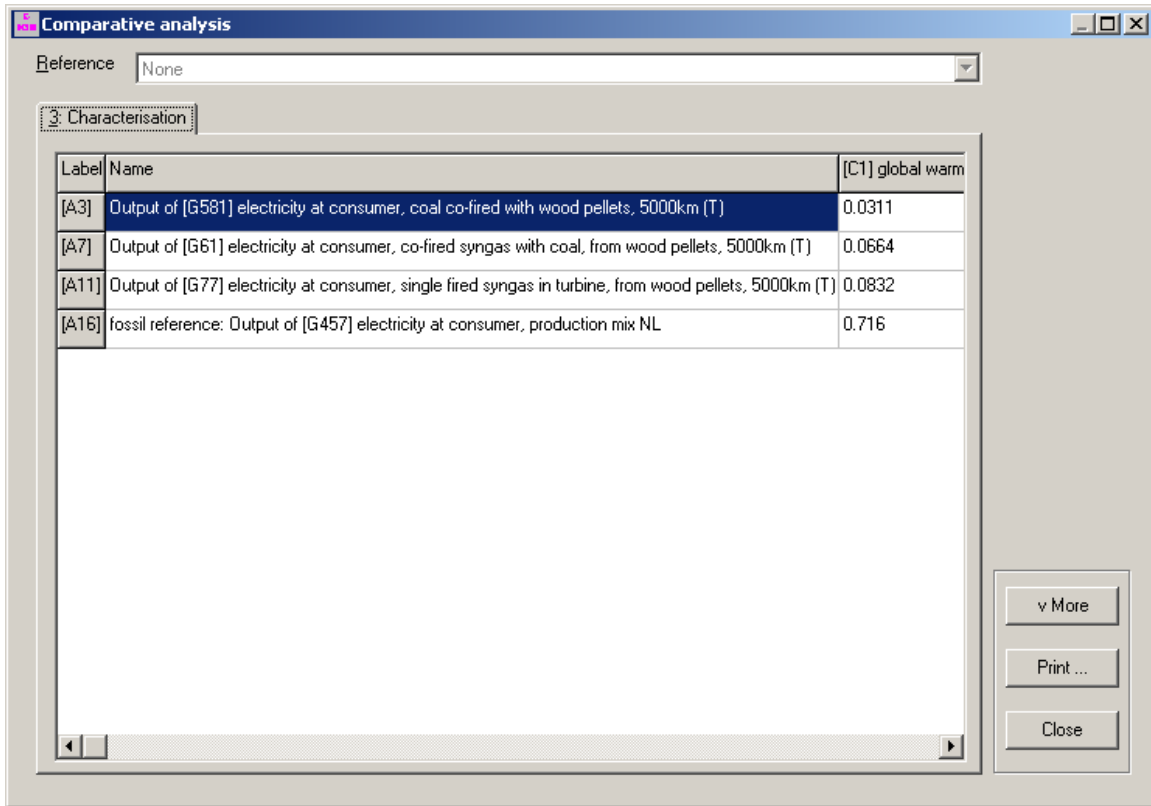 Comparative analysis
Reference None
3: Characterisation
Label Name [C1] global warm
[A3] Output of [G581] electricity at consumer, coal co-fired with wood pellets, 5000km (T) 0.0311
[A7] Output of [G61] electricity at consumer, co-fired syngas with coal, from wood pellets, 5000km (T) 0.0664
[A11] Output of [G77] electricity at consumer, single fired syngas in turbine, from wood pellets, 5000km (T) 0.0832
[A16] fossil reference: Output of [G457] electricity at consumer, production mix NL 0.716
v More
Print ...
Close